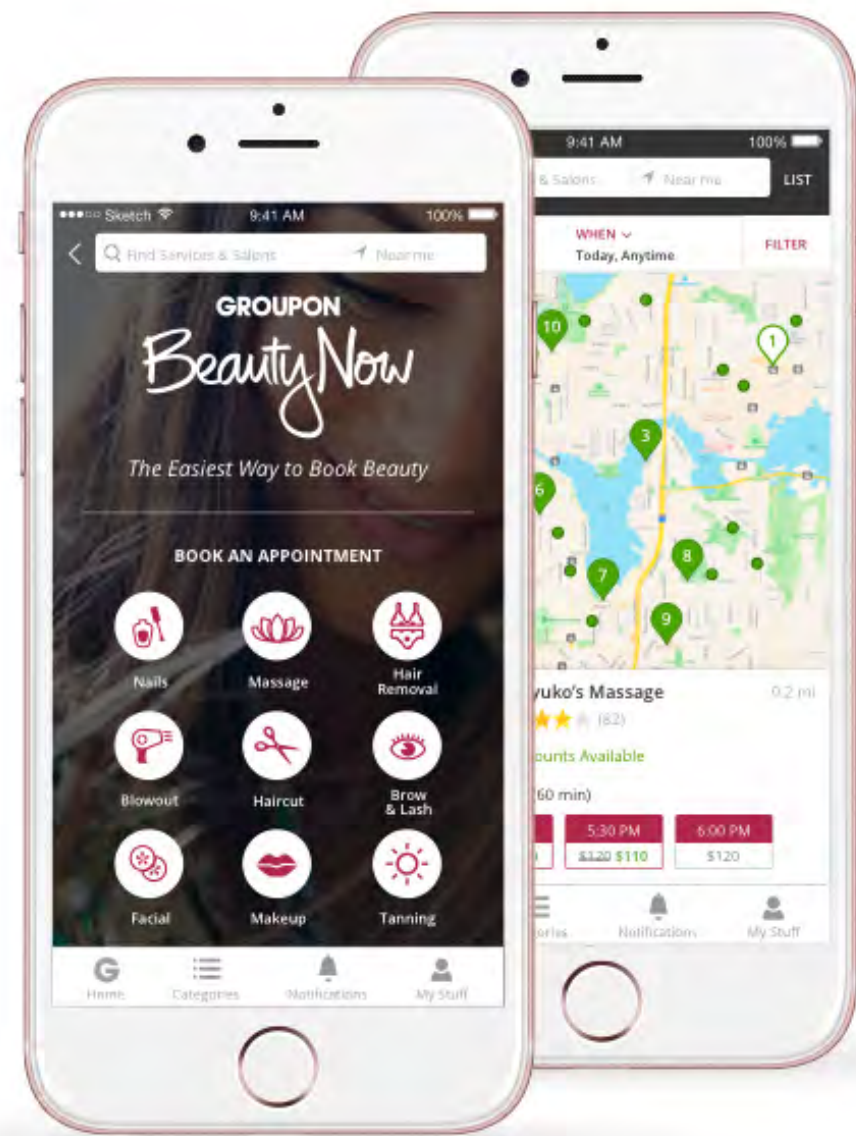 Sketch
9:41 AM
100%
Find Services & Salons
Near me
GROUPON
Beauty Now
The Easiest Way to Book Beauty
BOOK AN APPOINTMENT
Nails
Massage
Hair
Removal
Blowout
Haircut
Brow
& Lash
Facial
Makeup
Tanning
G
Home
Categories
Notifications
My Stuff
9:41 AM
100%
& Salons
Near me
LIST
WHEN
Today, Anytime
FILTER
10
1
3
6
8
7
9
yuko's Massage
0.2 mi
(82)
ounts Available
(60 min)
5:30 PM
6:00 PM
$120 $110
$120
ories
Notifications
My Stuff